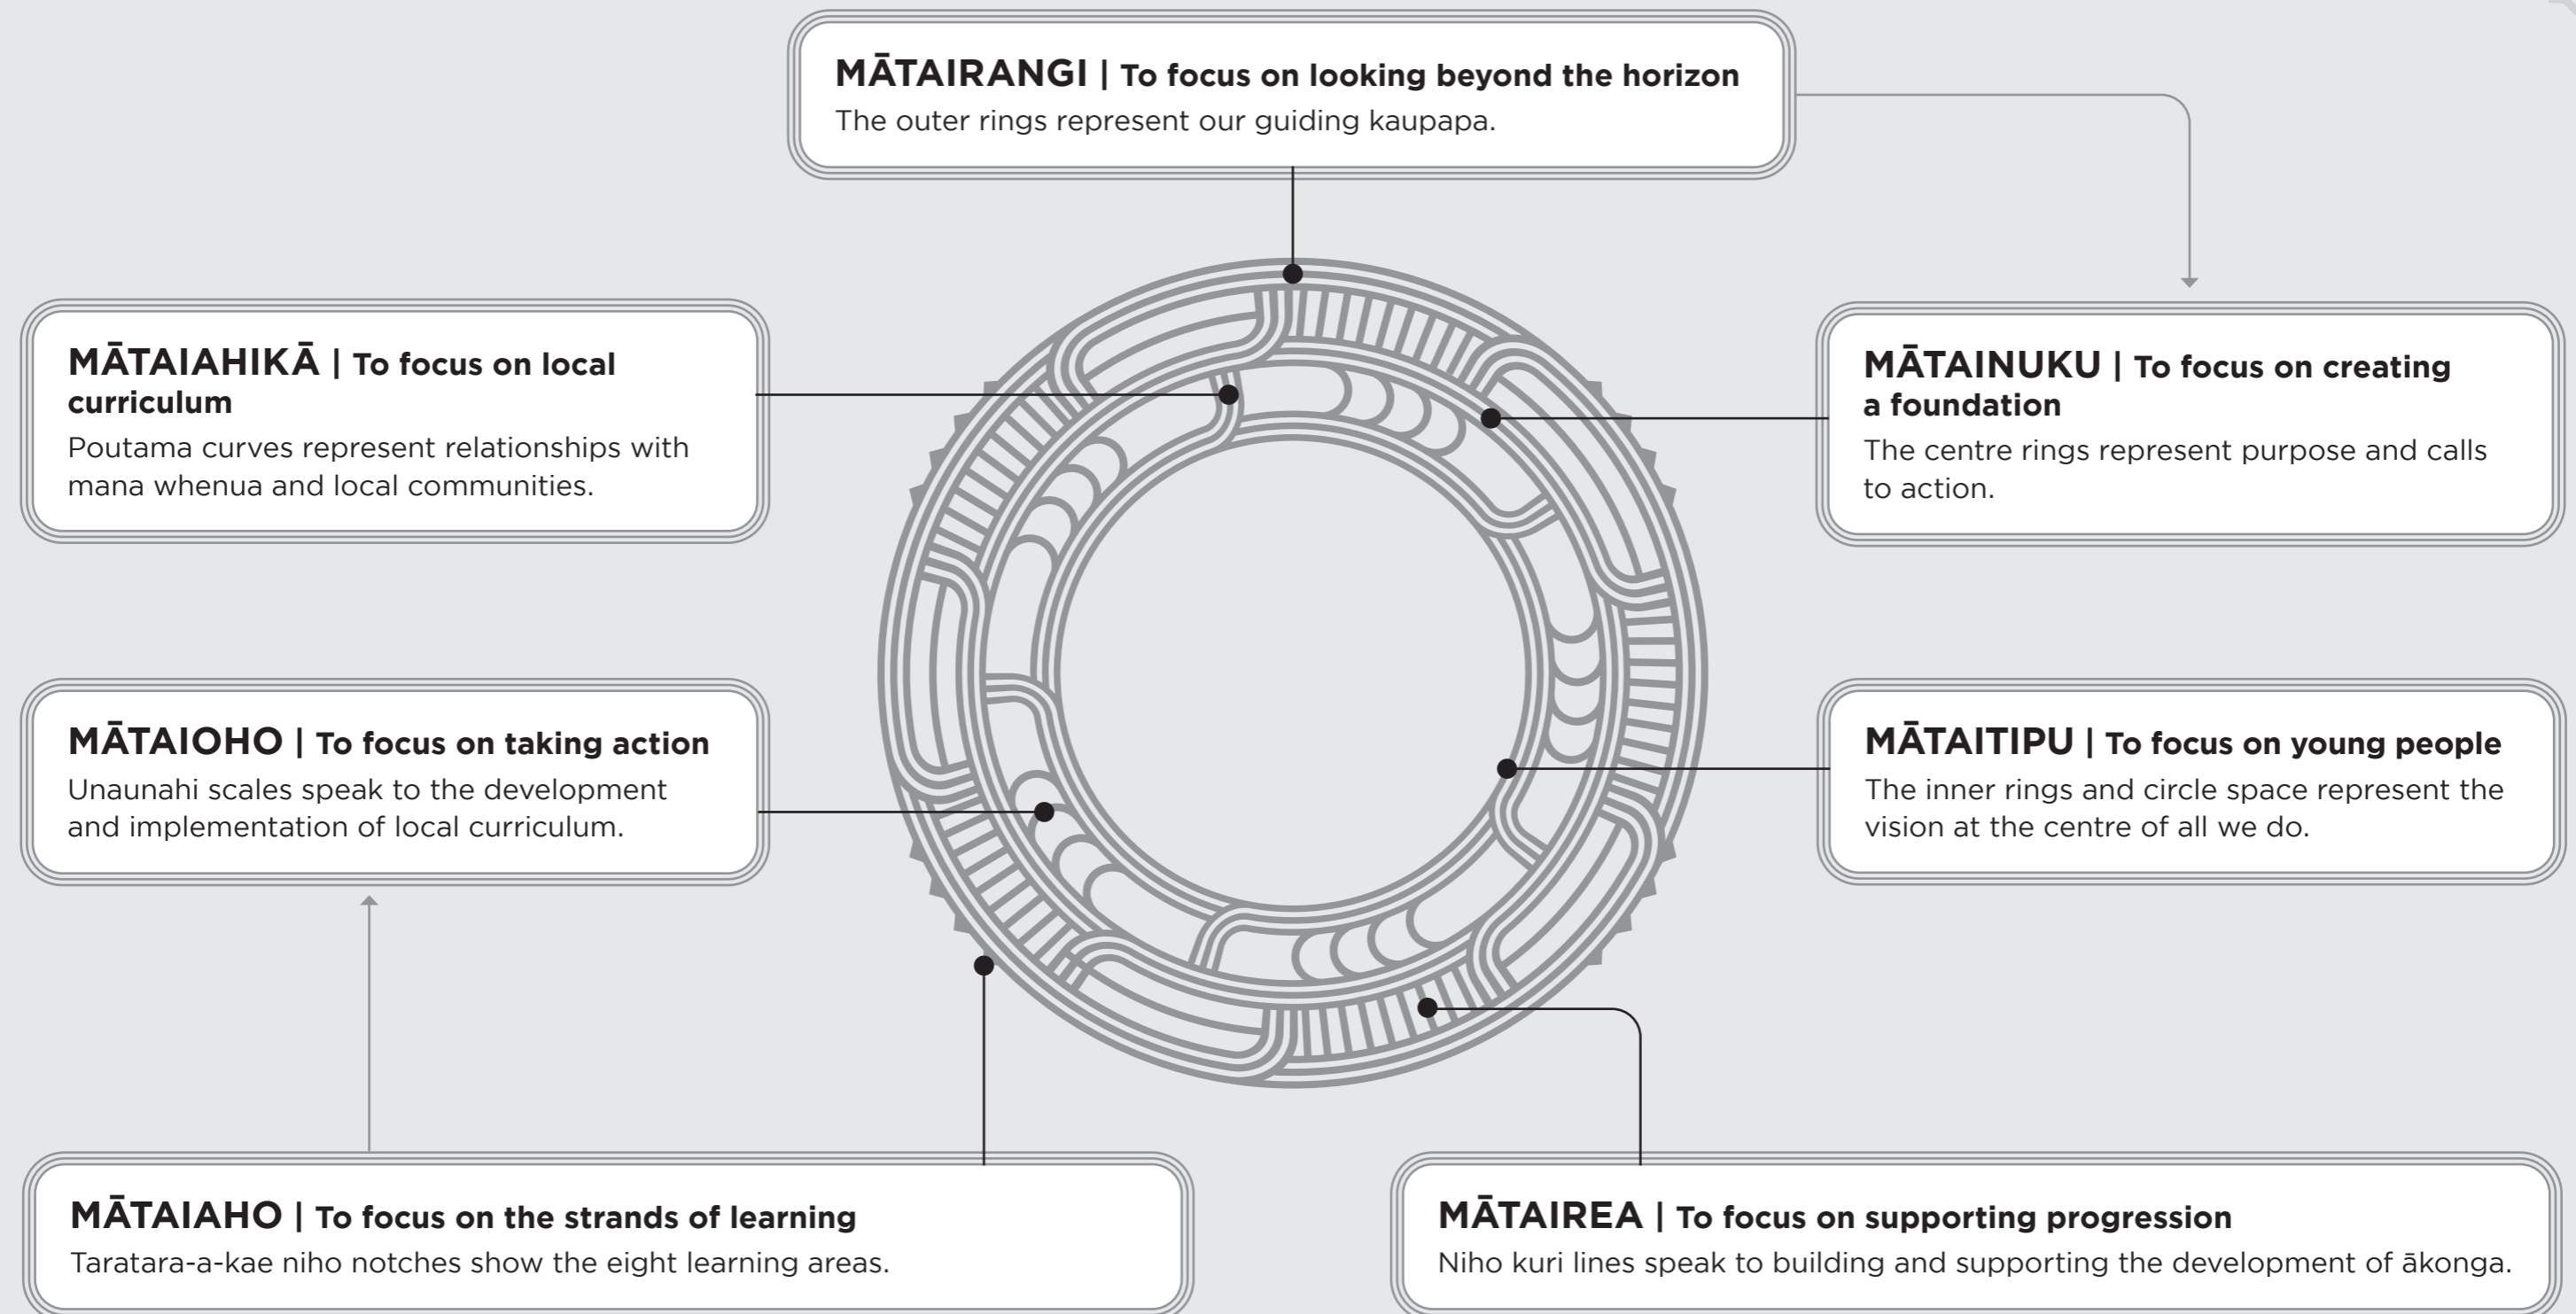 MĀTAIRANGI | To focus on looking beyond the horizon
The outer rings represent our guiding kaupapa.
MĀTAIAHIKĀ | To focus on local
curriculum
Poutama curves represent relationships with
mana whenua and local communities.
MĀTAINUKU | To focus on creating
a foundation
The centre rings represent purpose and calls
to action.
MĀTAIOHO | To focus on taking action
Unaunahi scales speak to the development
and implementation of local curriculum.
MĀTAITIPU | To focus on young people
The inner rings and circle space represent the
vision at the centre of all we do.
MĀTAIAHO | To focus on the strands of learning
Taratara-a-kae niho notches show the eight learning areas.
MĀTAIREA | To focus on supporting progression
Niho kuri lines speak to building and supporting the development of ākonga.